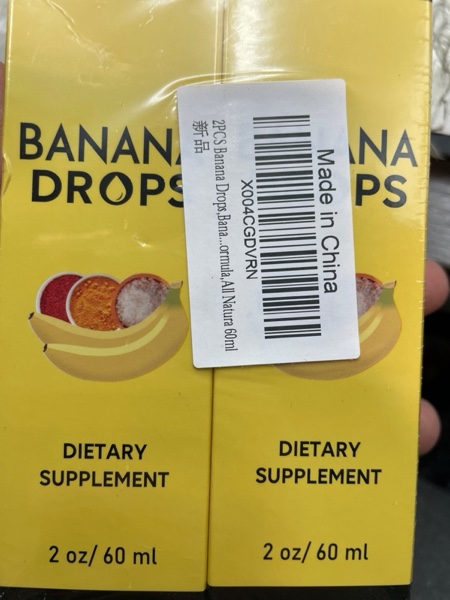 BANANA
DROPS
DIETARY
SUPPLEMENT
2 oz/ 60 ml
ANA
PS
DIETARY
SUPPLEMENT
2 oz/ 60 ml
Made in China
X004CGDVRN
2PCS Banana Drops,Bana...ormula,All Natura 60ml
新品